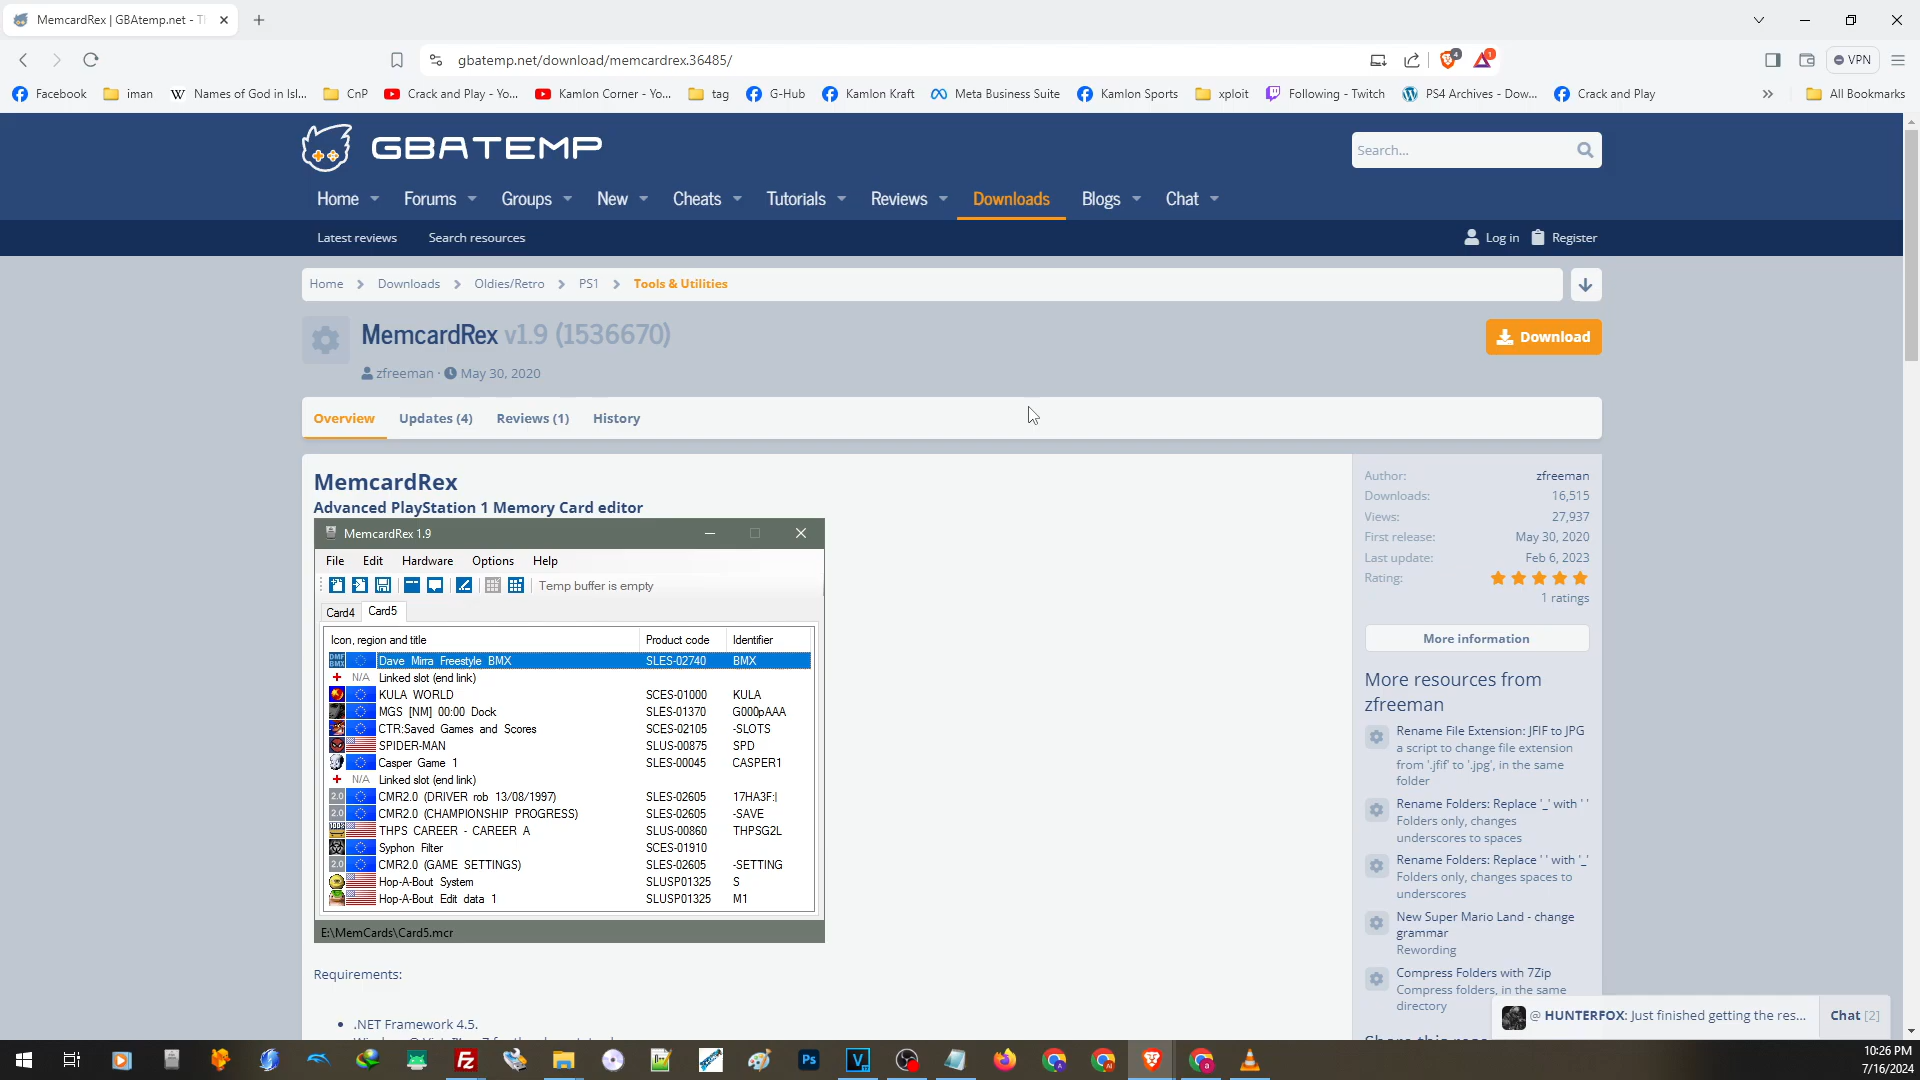 MemcardRex | GBAtemp.net - T
gbatemp.net/download/memcardrex.36485/
4
1
VPN
Facebook
iman
Names of God in Isl...
CnP
Crack and Play - Yo...
Kamlon Corner - Yo...
tag
G-Hub
Kamlon Kraft
Meta Business Suite
Kamlon Sports
xploit
Following - Twitch
PS4 Archives - Dow...
Crack and Play
All Bookmarks
GBATEMP
Search...
Home
Forums
Groups
New
Cheats
Tutorials
Reviews
Downloads
Blogs
Chat
Latest reviews
Search resources
Log in
Register
Home > Downloads > Oldies/Retro > PS1 > Tools & Utilities
MemcardRex v1.9 (1536670)
Download
zfreeman · May 30, 2020
Overview
Updates (4)
Reviews (1)
History
MemcardRex
Advanced PlayStation 1 Memory Card editor
MemcardRex 1.9
File Edit Hardware Options Help
Temp buffer is empty
Card4 Card5
Icon, region and title Product code Identifier
DMF BMX Dave Mirra Freestyle BMX SLES-02740 BMX
N/A Linked slot (end link)
KULA WORLD SCES-01000 KULA
MGS [NM] 00:00 Dock SLES-01370 G000pAAA
CTR:Saved Games and Scores SCES-02105 -SLOTS
SPIDER-MAN SLUS-00875 SPD
Casper Game 1 SLES-00045 CASPER1
N/A Linked slot (end link)
2.0 CMR2.0 (DRIVER rob 13/08/1997) SLES-02605 17HA3F:|
2.0 CMR2.0 (CHAMPIONSHIP PROGRESS) SLES-02605 -SAVE
THPS CAREER - CAREER A SLUS-00860 THPSG2L
Syphon Filter SCES-01910
2.0 CMR2.0 (GAME SETTINGS) SLES-02605 -SETTING
Hop-A-Bout System SLUSP01325 S
Hop-A-Bout Edit data 1 SLUSP01325 M1
E:\MemCards\Card5.mcr
Requirements:
• .NET Framework 4.5.
Author: zfreeman
Downloads: 16,515
Views: 27,937
First release: May 30, 2020
Last update: Feb 6, 2023
Rating:
1 ratings
More information
More resources from
zfreeman
Rename File Extension: JFIF to JPG
a script to change file extension
from '.jfif' to '.jpg', in the same
folder
Rename Folders: Replace '_' with ' '
Folders only, changes
underscores to spaces
Rename Folders: Replace ' ' with '_'
Folders only, changes spaces to
underscores
New Super Mario Land - change
grammar
Rewording
Compress Folders with 7Zip
Compress folders, in the same
directory
@ HUNTERFOX: Just finished getting the res...
Chat [2]
Ps
10:26 PM
7/16/2024